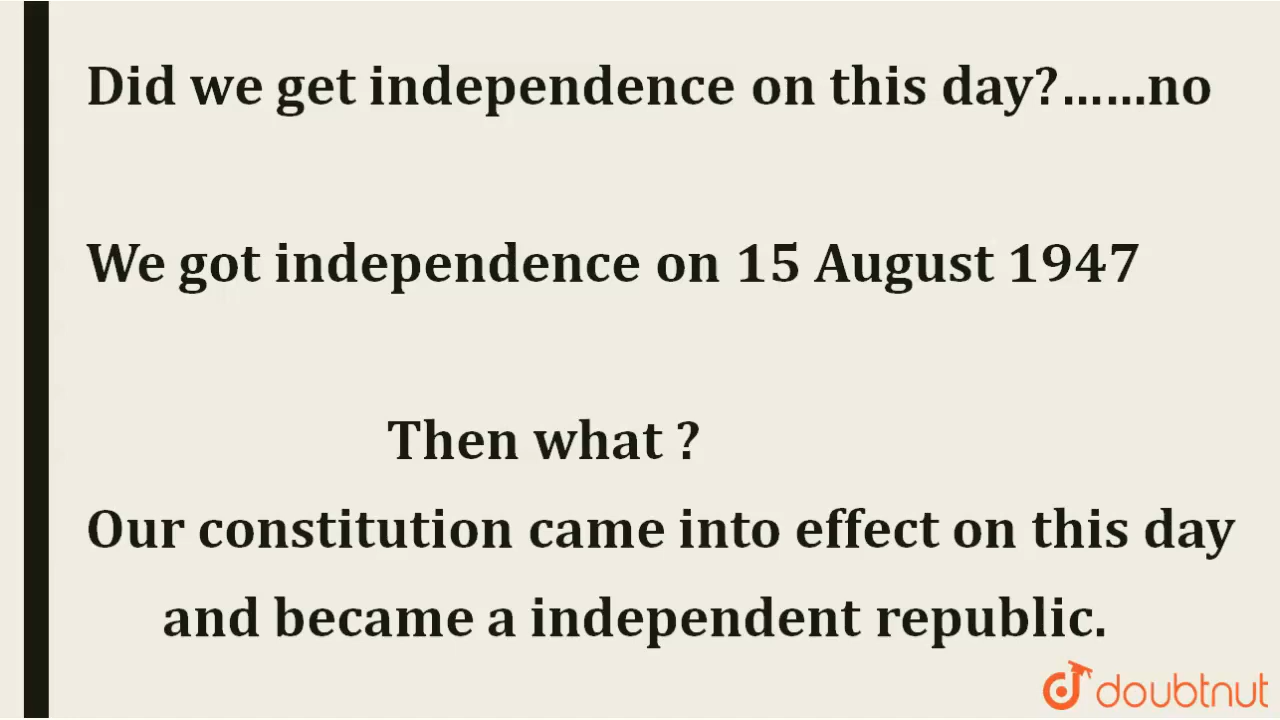 Did we get independence on this day?......no
We got independence on 15 August 1947
Then what ?
Our constitution came into effect on this day
and became a independent republic.
doubtnut